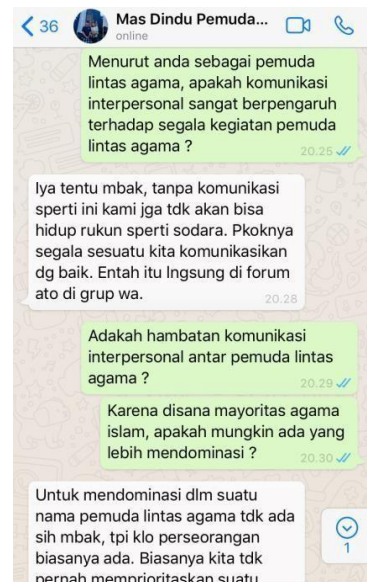 36
Mas Dindu Pemuda...
online
Menurut anda sebagai pemuda
lintas agama, apakah komunikasi
interpersonal sangat berpengaruh
terhadap segala kegiatan pemuda
lintas agama ?
20.25
Iya tentu mbak, tanpa komunikasi
sperti ini kami jga tdk akan bisa
hidup rukun sperti sodara. Pkoknya
segala sesuatu kita komunikasikan
dg baik. Entah itu lngsung di forum
ato di grup wa.
20.28
Adakah hambatan komunikasi
interpersonal antar pemuda lintas
agama ?
20.29
Karena disana mayoritas agama
islam, apakah mungkin ada yang
lebih mendominasi ?
20.30
Untuk mendominasi dlm suatu
nama pemuda lintas agama tdk ada
sih mbak, tpi klo perseorangan
biasanya ada. Biasanya kita tdk
pernah memprioritaskan suatu
1